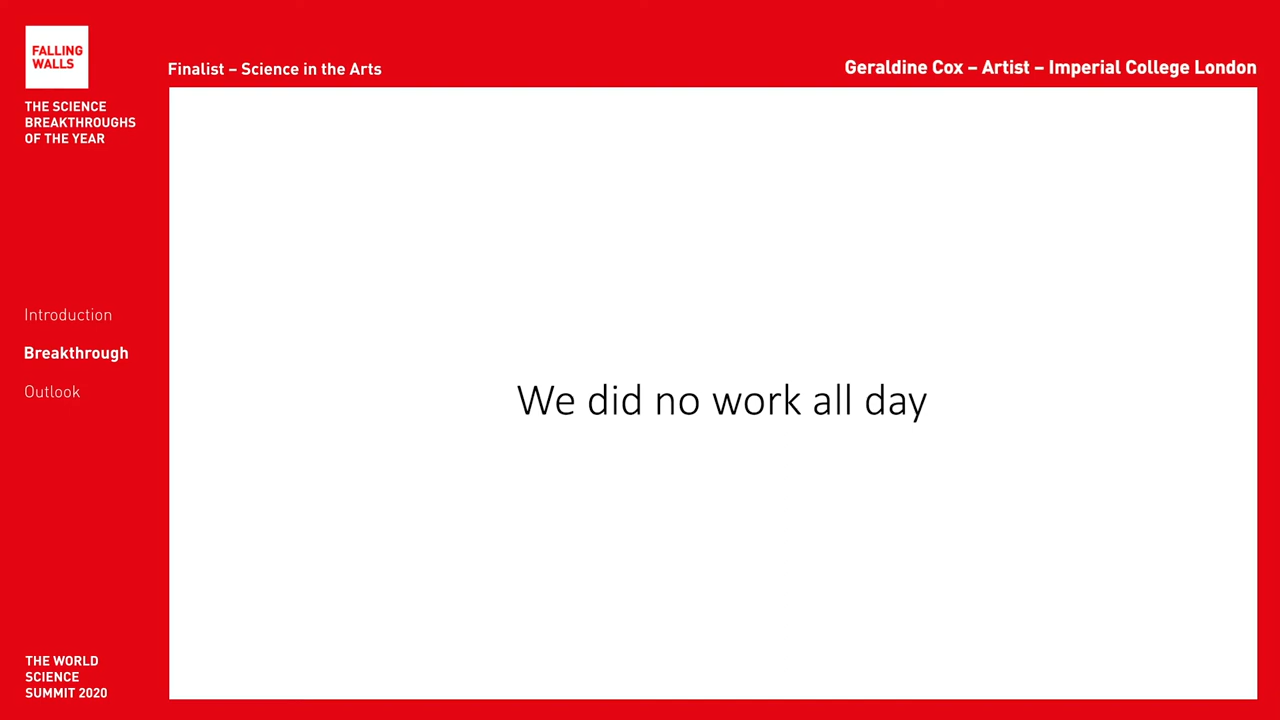 FALLING
WALLS
THE SCIENCE
BREAKTHROUGHS
OF THE YEAR
Finalist – Science in the Arts
Geraldine Cox – Artist – Imperial College London
Introduction
Breakthrough
Outlook
We did no work all day
THE WORLD
SCIENCE
SUMMIT 2020